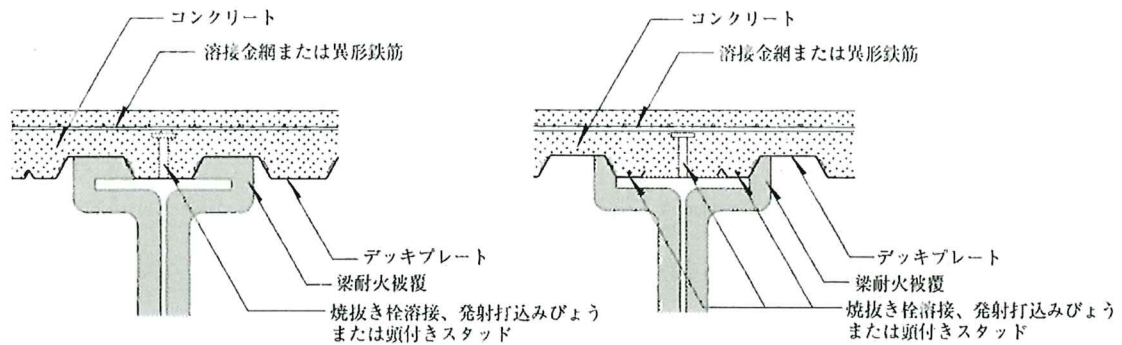 コンクリート
溶接金網または異形鉄筋
デッキプレート
梁耐火被覆
焼抜き栓溶接、発射打込みびょう
または頭付きスタッド
コンクリート
溶接金網または異形鉄筋
デッキプレート
梁耐火被覆
焼抜き栓溶接、発射打込みびょう
または頭付きスタッド